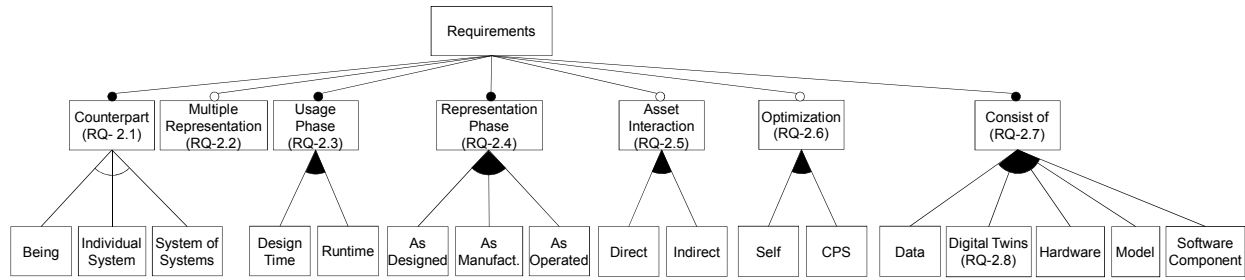 Requirements
Counterpart
(RQ- 2.1)
Multiple
Representation
(RQ-2.2)
Usage
Phase
(RQ-2.3)
Representation
Phase
(RQ-2.4)
Asset
Interaction
(RQ-2.5)
Optimization
(RQ-2.6)
Consist of
(RQ-2.7)
Being
Individual
System
System of
Systems
Design
Time
Runtime
As
Designed
As
Manufact.
As
Operated
Direct
Indirect
Self
CPS
Data
Digital Twins
(RQ-2.8)
Hardware
Model
Software
Component